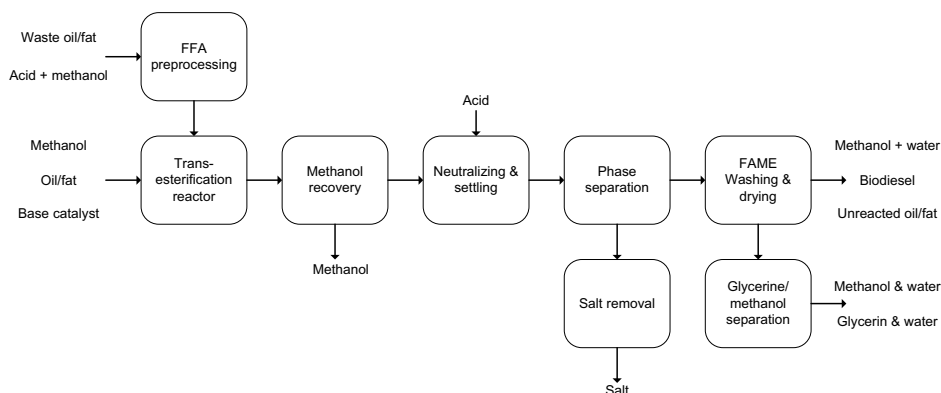 Waste oil/fat
Acid + methanol
FFA
preprocessing
Acid
Methanol
Oil/fat
Base catalyst
Trans-
esterification
reactor
Methanol
recovery
Neutralizing &
settling
Phase
separation
FAME
Washing &
drying
Methanol + water
Biodiesel
Unreacted oil/fat
Methanol
Salt removal
Glycerine/
methanol
separation
Methanol & water
Glycerin & water
Salt